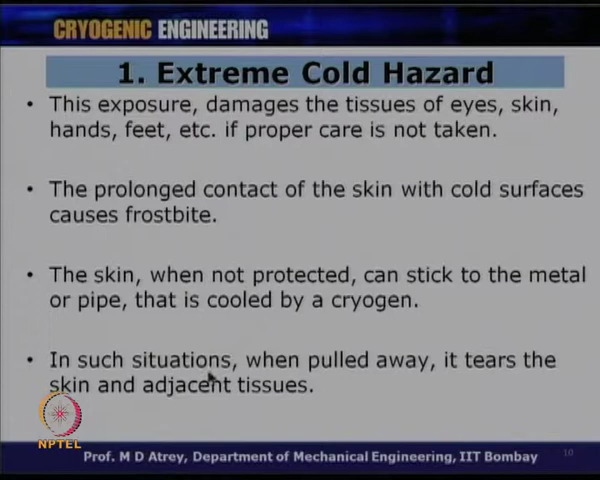 CRYOGENIC ENGINEERING
1. Extreme Cold Hazard
• This exposure, damages the tissues of eyes, skin,
hands, feet, etc. if proper care is not taken.
• The prolonged contact of the skin with cold surfaces
causes frostbite.
• The skin, when not protected, can stick to the metal
or pipe, that is cooled by a cryogen.
• In such situations, when pulled away, it tears the
skin and adjacent tissues.
NPTEL
Prof. M D Atrey, Department of Mechanical Engineering, IIT Bombay
10